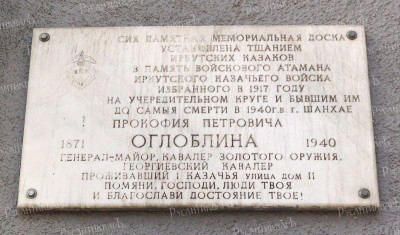 СИЯ ПАМЯТНАЯ МЕМОРИАЛЬНАЯ ДОСКА
УСТАНОВЛЕНА ТЩАНИЕМ
ИРКУТСКИХ КАЗАКОВ
В ПАМЯТЬ ВОЙСКОВОГО АТАМАНА
ИРКУТСКОГО КАЗАЧЬЕГО ВОЙСКА
ИЗБРАННОГО В 1917 ГОДУ
НА УЧРЕДИТЕЛЬНОМ КРУГЕ И БЫВШИМ ИМ
ДО САМЫЯ СМЕРТИ В 1940г. в г. ШАНХАЕ
ПРОКОФИЯ ПЕТРОВИЧА
1871 ОГЛОБЛИНА 1940
ГЕНЕРАЛ-МАЙОР, КАВАЛЕР ЗОЛОТОГО ОРУЖИЯ,
ГЕОРГИЕВСКИЙ КАВАЛЕР
ПРОЖИВАВШИЙ 1 КАЗАЧЬЯ УЛИЦА ДОМ 11
ПОМЯНИ, ГОСПОДИ, ЛЮДИ ТВОЯ
И БЛАГОСЛАВИ ДОСТОЯНИЕ ТВОЕ!